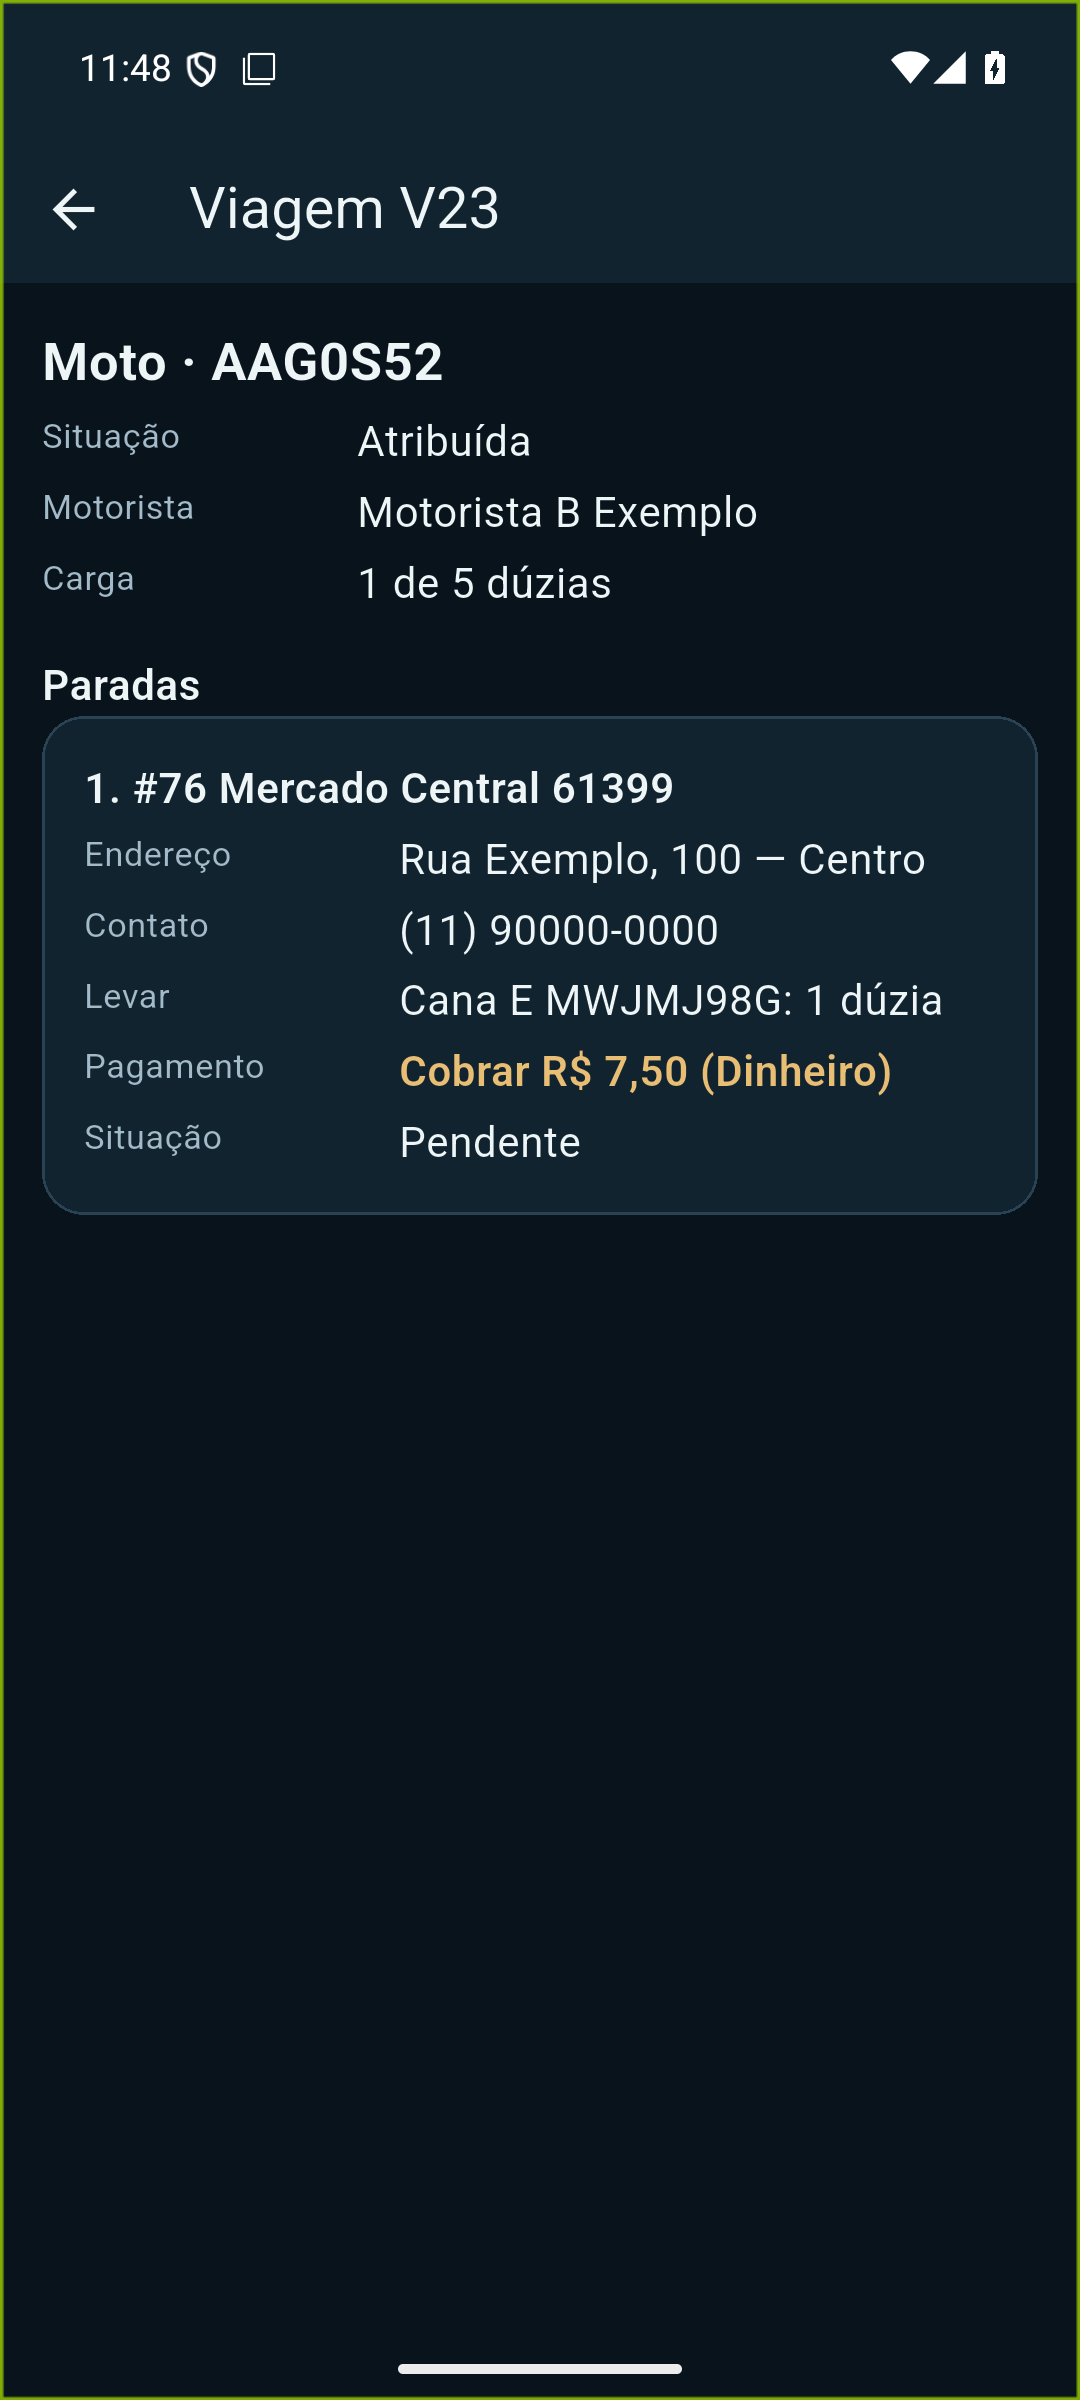 11:48
Viagem V23
Moto · AAG0S52
Situação Atribuída
Motorista Motorista B Exemplo
Carga 1 de 5 dúzias
Paradas
1. #76 Mercado Central 61399
Endereço Rua Exemplo, 100 — Centro
Contato (11) 90000-0000
Levar Cana E MWJMJ98G: 1 dúzia
Pagamento Cobrar R$ 7,50 (Dinheiro)
Situação Pendente